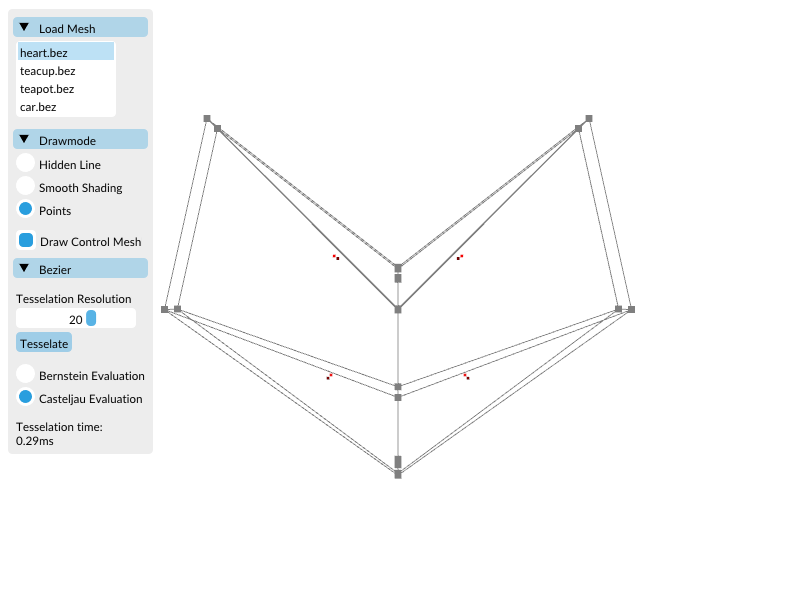 Load Mesh
heart.bez
teacup.bez
teapot.bez
car.bez
Drawmode
Hidden Line
Smooth Shading
Points
Draw Control Mesh
Bezier
Tesselation Resolution
20
Tesselate
Bernstein Evaluation
Casteljau Evaluation
Tesselation time:
0.29ms